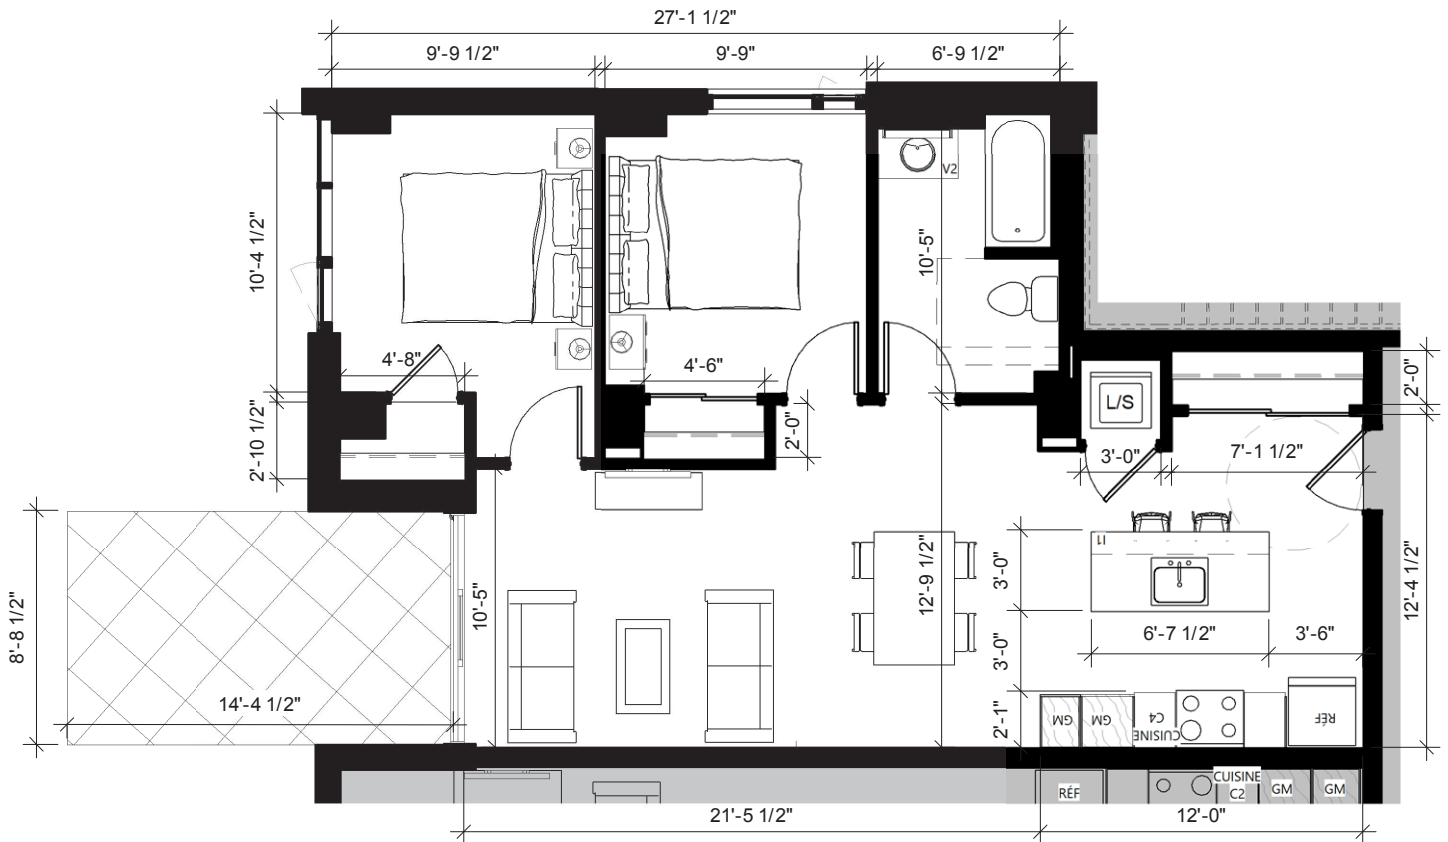 27'-1 1/2"
9'-9 1/2"
9'-9"
6'-9 1/2"
V2
10'-4 1/2"
10'-5"
4'-8"
4'-6"
2'-0"
L/S
2'-10 1/2"
2'-0"
3'-0"
7'-1 1/2"
I1
8'-8 1/2"
10'-5"
12'-9 1/2"
3'-0"
12'-4 1/2"
6'-7 1/2"
3'-6"
3'-0"
14'-4 1/2"
2'-1"
GM
GM
CUISINE
C4
RÉF
RÉF
CUISINE
C2
GM
GM
21'-5 1/2"
12'-0"